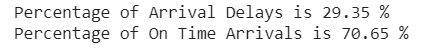 Percentage of Arrival Delays is 29.35 %
Percentage of On Time Arrivals is 70.65 %